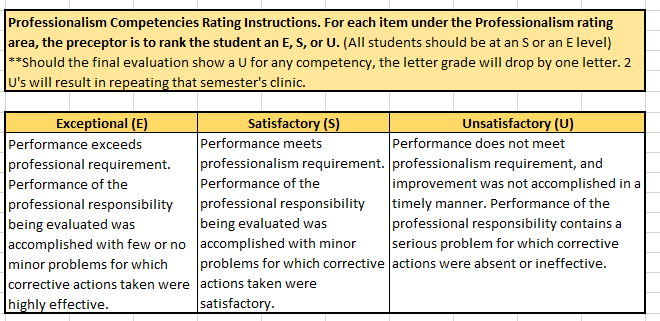 Professionalism Competencies Rating Instructions. For each item under the Professionalism rating
area, the preceptor is to rank the student an E, S, or U. (All students should be at an S or an E level)
**Should the final evaluation show a U for any competency, the letter grade will drop by one letter. 2
U's will result in repeating that semester's clinic.
Exceptional (E)
Performance exceeds
professional requirement.
Performance of the
professional responsibility
being evaluated was
accomplished with few or no
minor problems for which
corrective actions taken were
highly effective.
Satisfactory (S)
Performance meets
professionalism requirement.
Performance of the
professional responsibility
being evaluated was
accomplished with minor
problems for which corrective
actions taken were
satisfactory.
Unsatisfactory (U)
Performance does not meet
professionalism requirement, and
improvement was not accomplished in a
timely manner. Performance of the
professional responsibility contains a
serious problem for which corrective
actions were absent or ineffective.